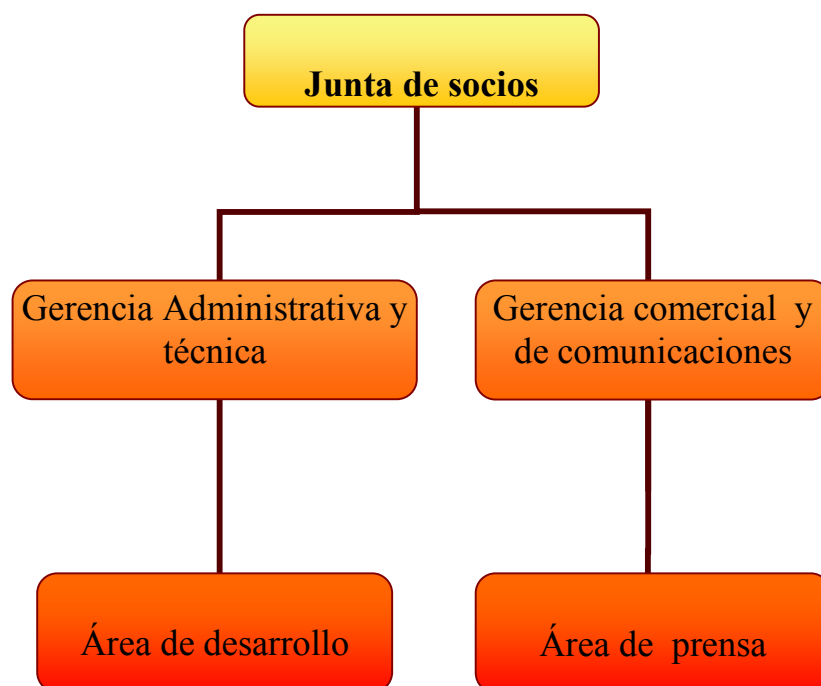 Junta de socios
Gerencia Administrativa y
técnica
Gerencia comercial y
de comunicaciones
Área de desarrollo
Área de prensa